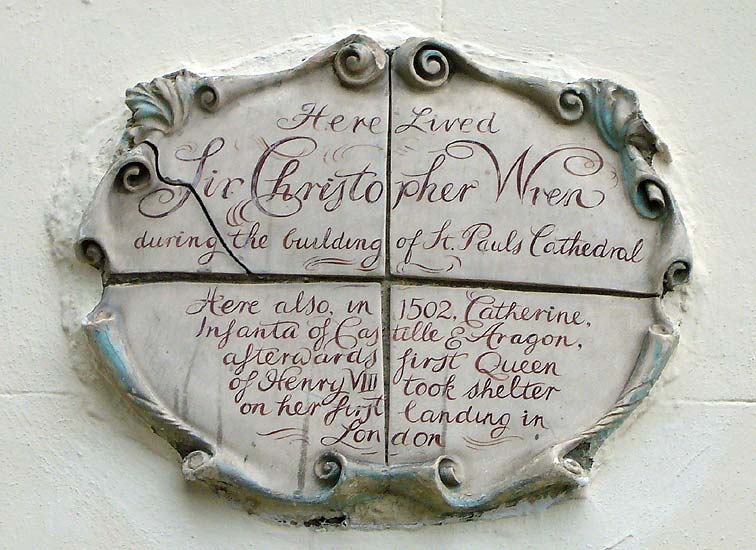 Here Lived
Sir Christopher Wren
during the building of St. Pauls Cathedral
Here also, in 1502, Catherine,
Infanta of Castille & Aragon,
afterwards first Queen
of Henry VIII took shelter
on her first landing in
London